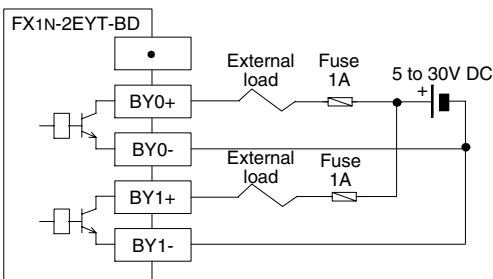 FX1N-2EYT-BD
External
load
Fuse
1A
5 to 30V DC
+
BY0+
BY0-
External
load
Fuse
1A
BY1+
BY1-